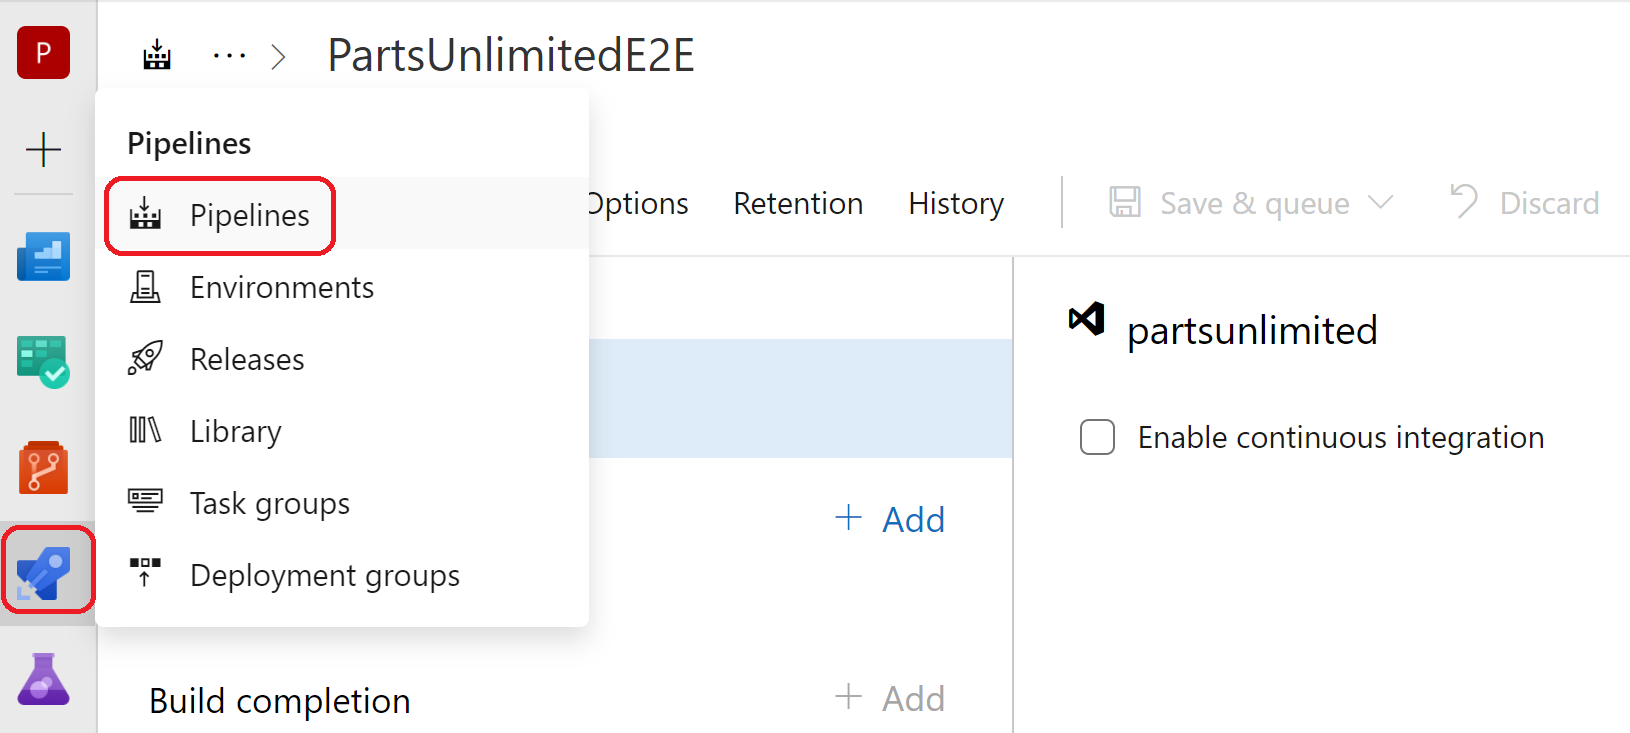 P
··· > PartsUnlimitedE2E
Pipelines
Pipelines
Environments
Releases
Library
Task groups
Deployment groups
Options Retention History Save & queue Discard
+ Add
Build completion + Add
partsunlimited
Enable continuous integration